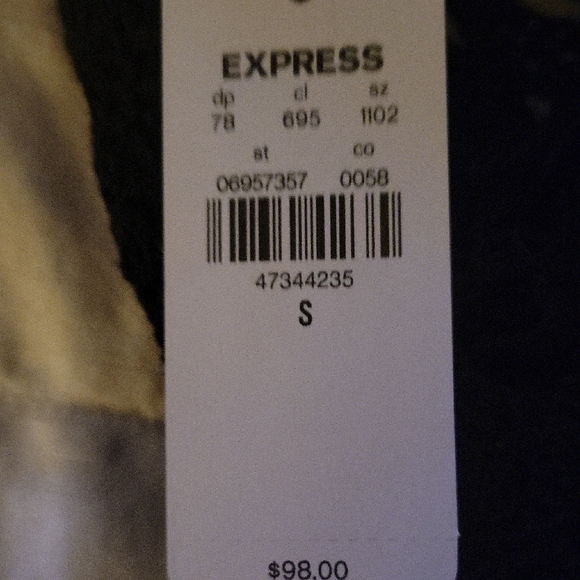 EXPRESS
dp cl sz
78 695 1102
st co
06957357 0058
47344235
S
$98.00